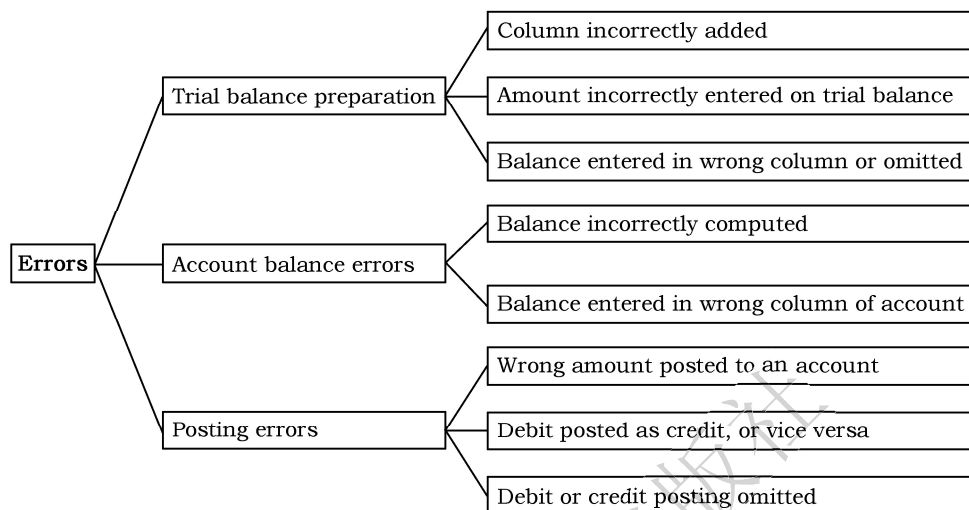 Column incorrectly added
Trial balance preparation
Amount incorrectly entered on trial balance
Balance entered in wrong column or omitted
Errors
Account balance errors
Balance incorrectly computed
Balance entered in wrong column of account
Posting errors
Wrong amount posted to an account
Debit posted as credit, or vice versa
Debit or credit posting omitted
版社